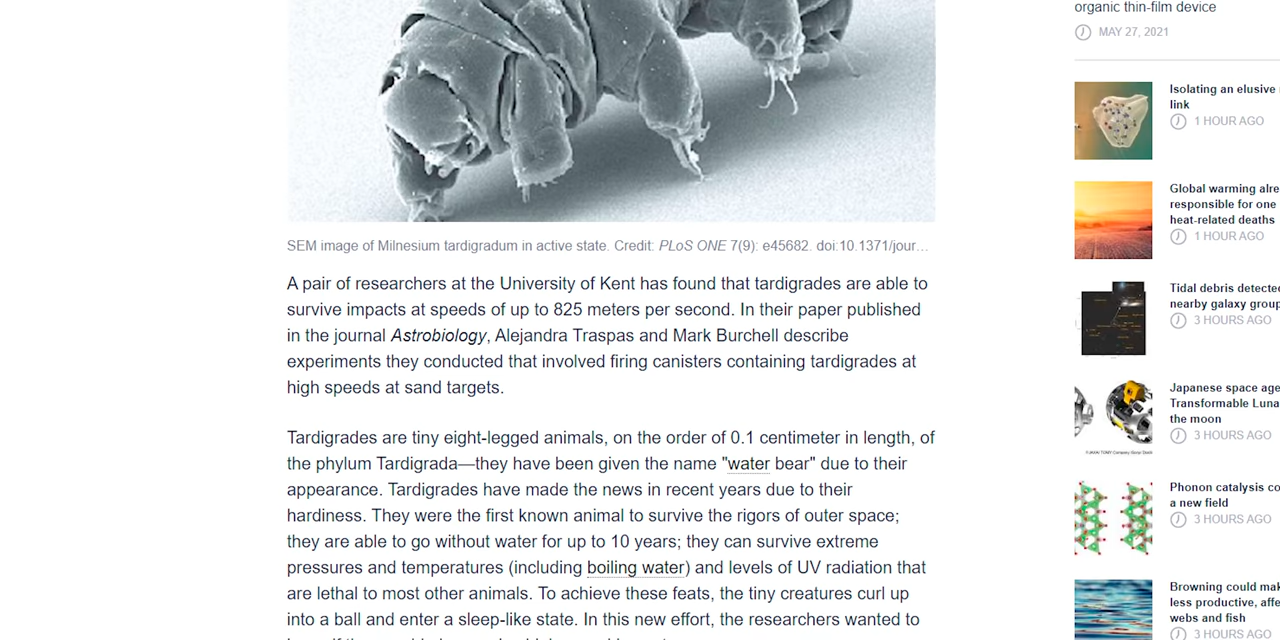 SEM image of Milnesium tardigradum in active state. Credit: PLoS ONE 7(9): e45682. doi:10.1371/jour…
A pair of researchers at the University of Kent has found that tardigrades are able to
survive impacts at speeds of up to 825 meters per second. In their paper published
in the journal Astrobiology, Alejandra Traspas and Mark Burchell describe
experiments they conducted that involved firing canisters containing tardigrades at
high speeds at sand targets.
Tardigrades are tiny eight-legged animals, on the order of 0.1 centimeter in length, of
the phylum Tardigrada—they have been given the name "water bear" due to their
appearance. Tardigrades have made the news in recent years due to their
hardiness. They were the first known animal to survive the rigors of outer space;
they are able to go without water for up to 10 years; they can survive extreme
pressures and temperatures (including boiling water) and levels of UV radiation that
are lethal to most other animals. To achieve these feats, the tiny creatures curl up
into a ball and enter a sleep-like state. In this new effort, the researchers wanted to
organic thin-film device
MAY 27, 2021
Isolating an elusive
link
1 HOUR AGO
Global warming alre
responsible for one
heat-related deaths
1 HOUR AGO
Tidal debris detected
nearby galaxy group
3 HOURS AGO
Japanese space age
Transformable Luna
the moon
3 HOURS AGO
Phonon catalysis co
a new field
3 HOURS AGO
Browning could mak
less productive, affe
webs and fish
3 HOURS AGO